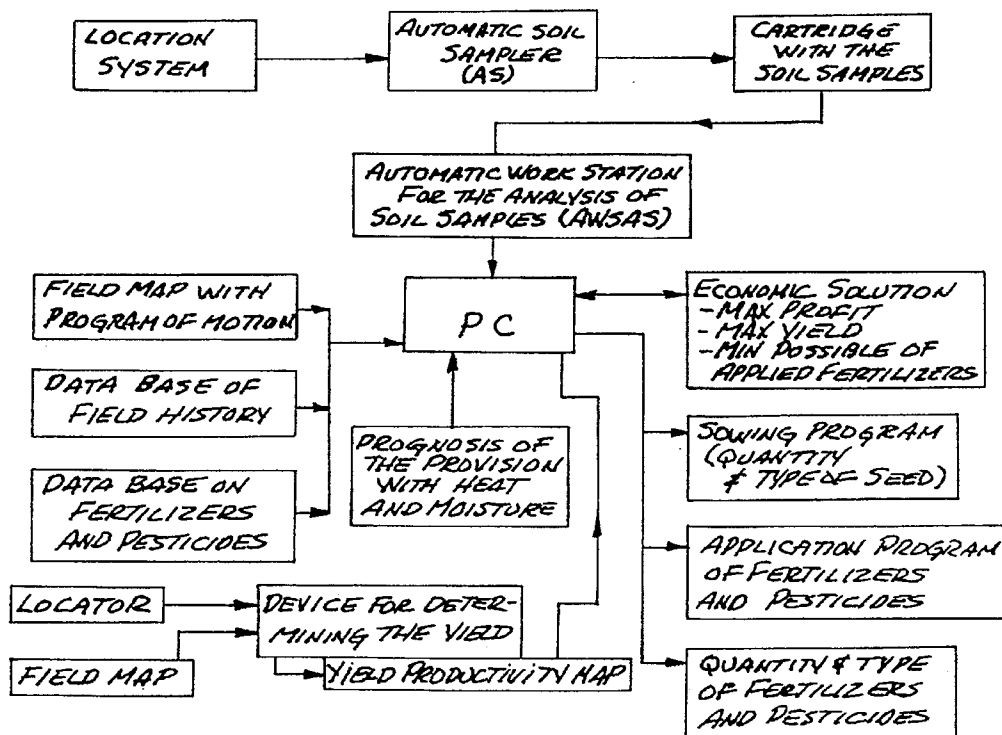 LOCATION
SYSTEM
AUTOMATIC SOIL
SAMPLER
(AS)
CARTRIDGE
WITH THE
SOIL SAMPLES
AUTOMATIC WORK STATION
FOR THE ANALYSIS OF
SOIL SAMPLES (AWSAS)
FIELD MAP WITH
PROGRAM OF MOTION
PC
ECONOMIC SOLUTION
-MAX PROFIT
-MAX YIELD
-MIN POSSIBLE OF
APPLIED FERTILIZERS
DATA BASE OF
FIELD HISTORY
PROGNOSIS OF
THE PROVISION
WITH HEAT
AND MOISTURE
SOWING PROGRAM
(QUANTITY
& TYPE OF SEED)
DATA BASE ON
FERTILIZERS
AND PESTICIDES
APPLICATION PROGRAM
OF FERTILIZERS
AND PESTICIDES
LOCATOR
DEVICE FOR DETER-
MINING THE YIELD
FIELD MAP
YIELD PRODUCTIVITY MAP
QUANTITY & TYPE
OF FERTILIZERS
AND PESTICIDES